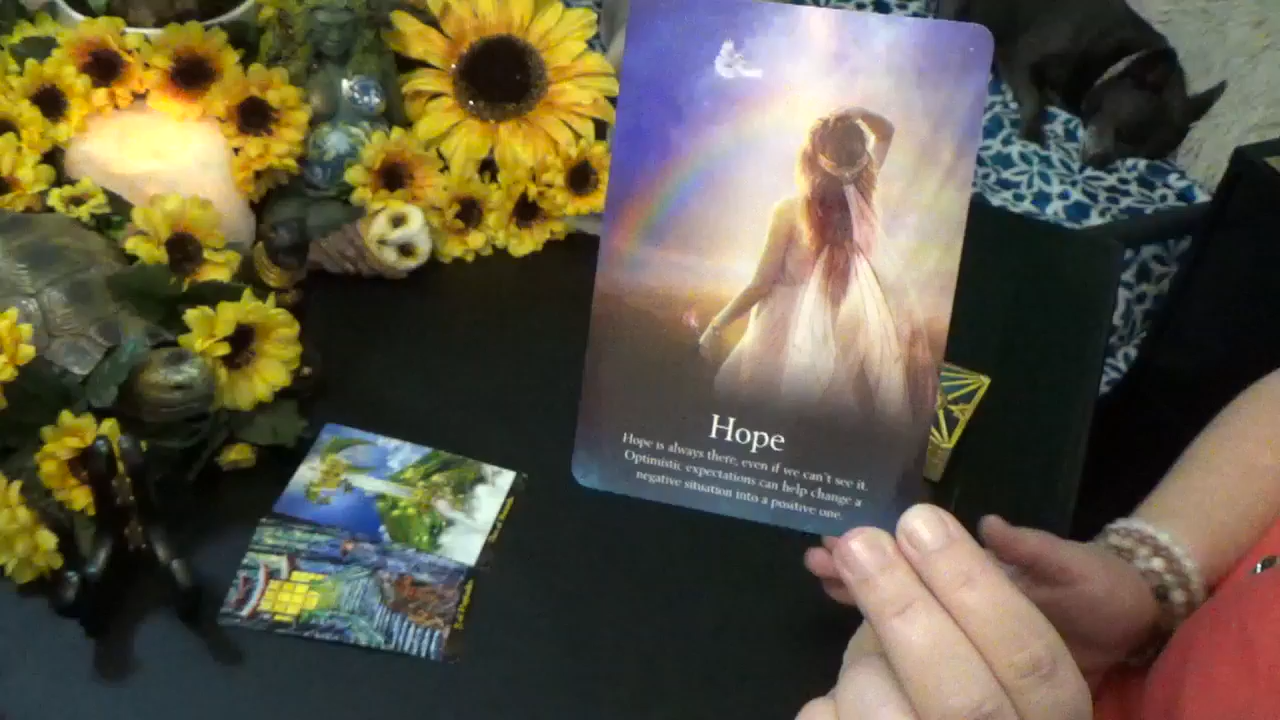 Hope
Hope is always there, even if we can't see it.
Optimistic expectations can help change a
negative situation into a positive one.